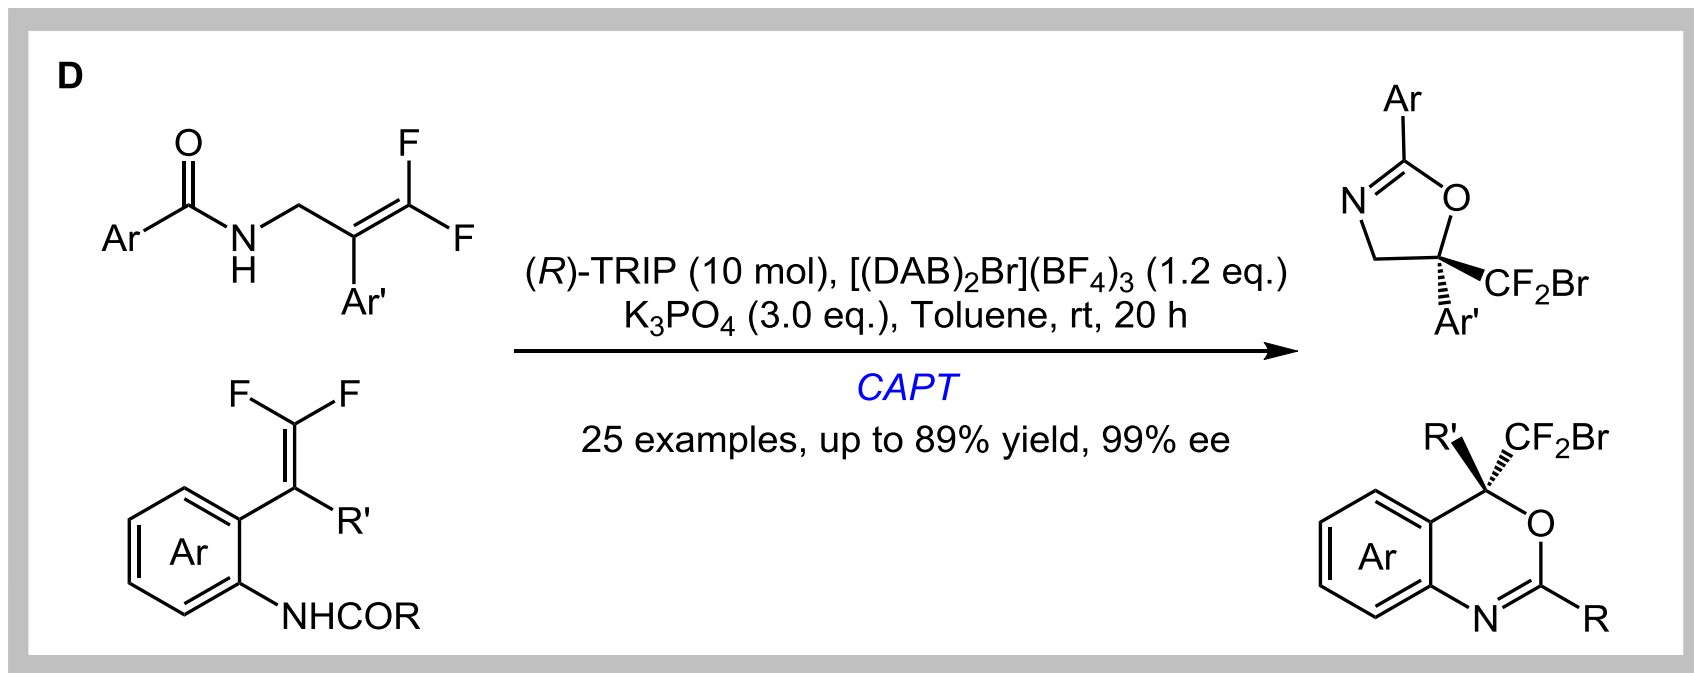 D
O
Ar
N
H
Ar'
F
F
(R)-TRIP (10 mol), [(DAB)₂Br](BF₄)₃ (1.2 eq.)
K₃PO₄ (3.0 eq.), Toluene, rt, 20 h
CAPT
25 examples, up to 89% yield, 99% ee
Ar
N
O
CF₂Br
Ar'
F
F
R'
Ar
NHCOR
R'
CF₂Br
O
Ar
N
R